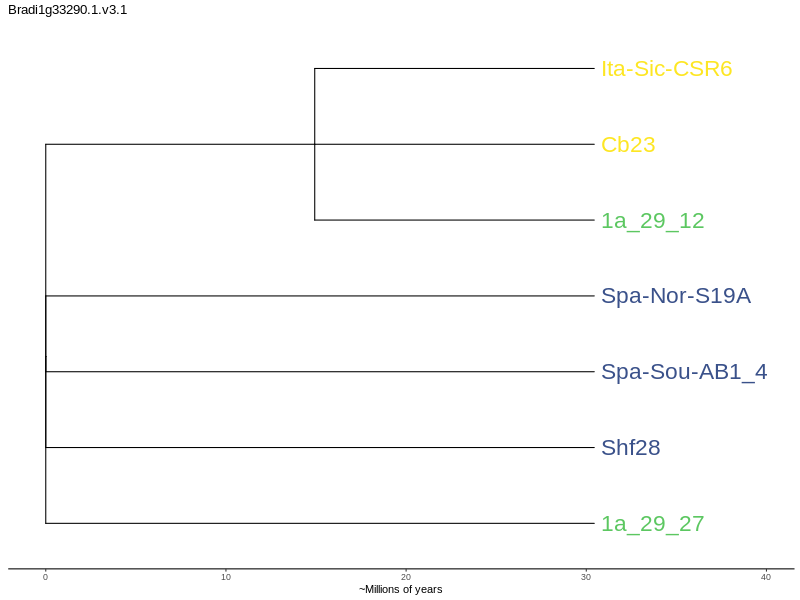 Bradi1g33290.1.v3.1
Ita-Sic-CSR6
Cb23
1a_29_12
Spa-Nor-S19A
Spa-Sou-AB1_4
Shf28
1a_29_27
0 10 20 30 40
~Millions of years